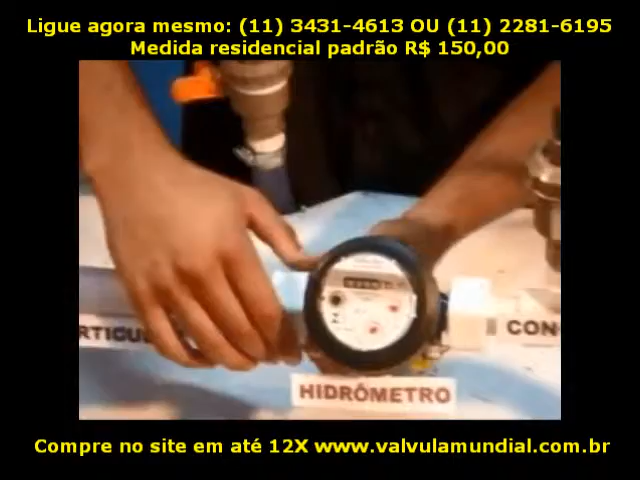 Ligue agora mesmo: (11) 3431-4613 OU (11) 2281-6195
Medida residencial padrão R$ 150,00
RTICUL
CON
HIDRÔMETRO
Compre no site em até 12X www.valvulamundial.com.br